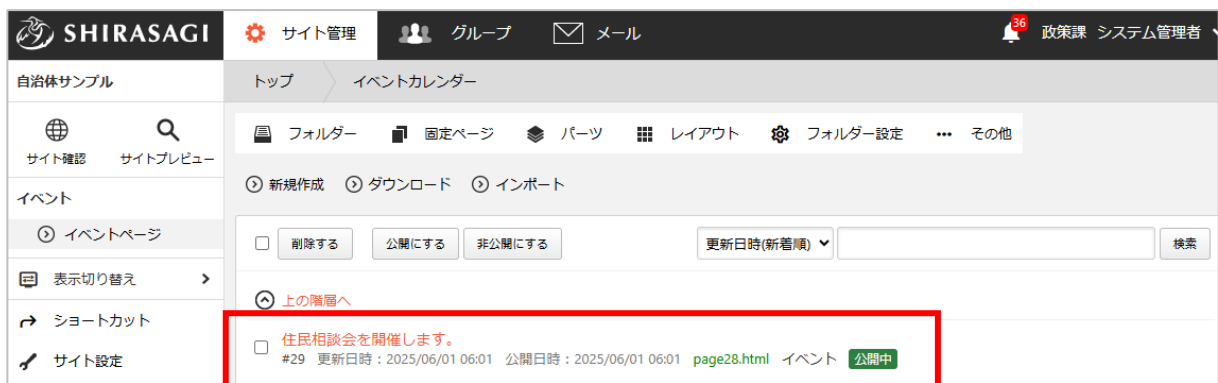 SHIRASAGI サイト管理 グループ メール 36 政策課 システム管理者
自治体サンプル トップ イベントカレンダー
フォルダー 固定ページ パーツ レイアウト フォルダー設定 ••• その他
サイト確認 サイトプレビュー
新規作成 ダウンロード インポート
イベント
イベントページ 削除する 公開にする 非公開にする 更新日時(新着順) 検索
表示切り替え
上の階層へ
ショートカット
住民相談会を開催します。
サイト設定 #29 更新日時:2025/06/01 06:01 公開日時:2025/06/01 06:01 page28.html イベント 公開中